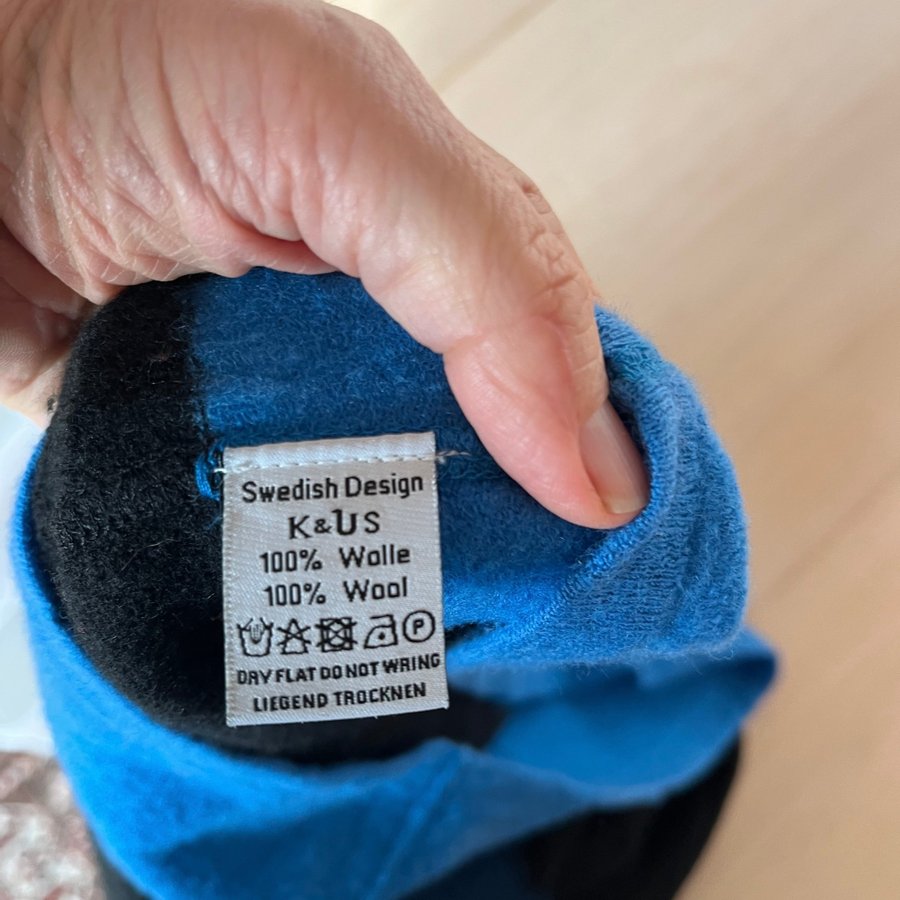 Swedish Design
K&US
100% Wolle
100% Wool
P
DRY FLAT DO NOT WRING
LIEGEND TROCKNEN